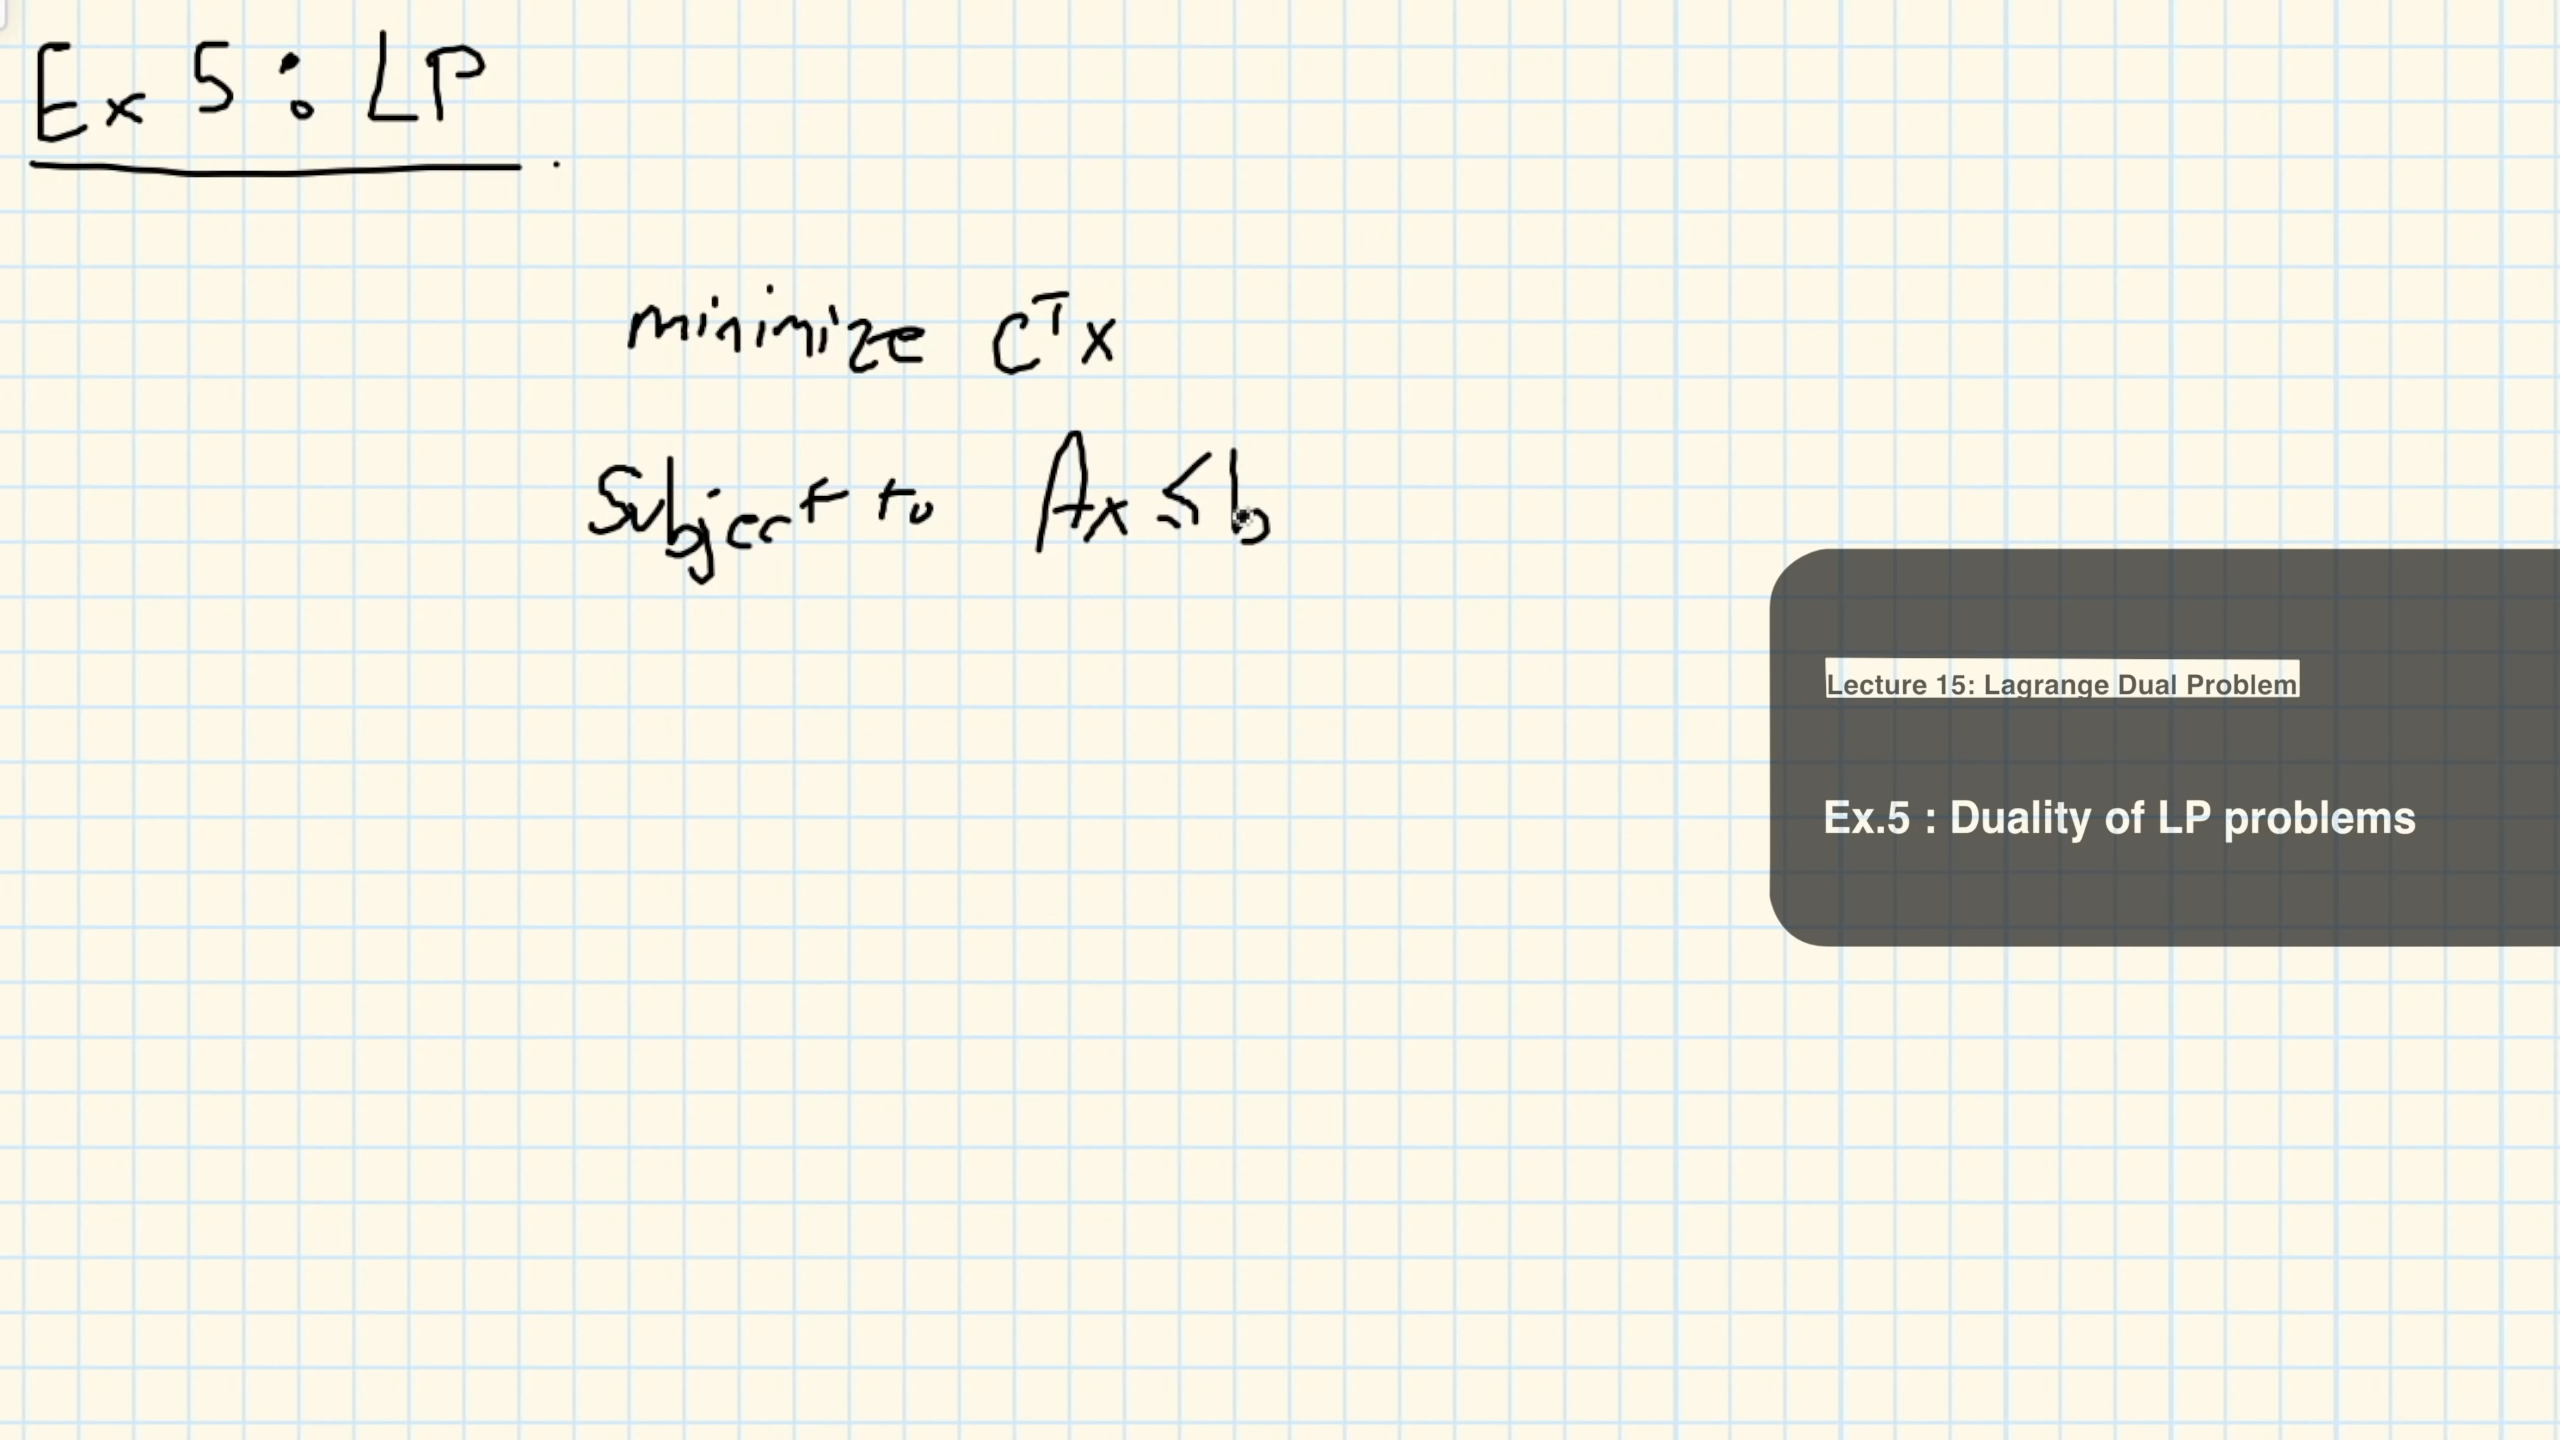 Ex 5 : LP
minimize cᵀx
Subject to Ax ≤ b
Lecture 15: Lagrange Dual Problem
Ex.5 : Duality of LP problems